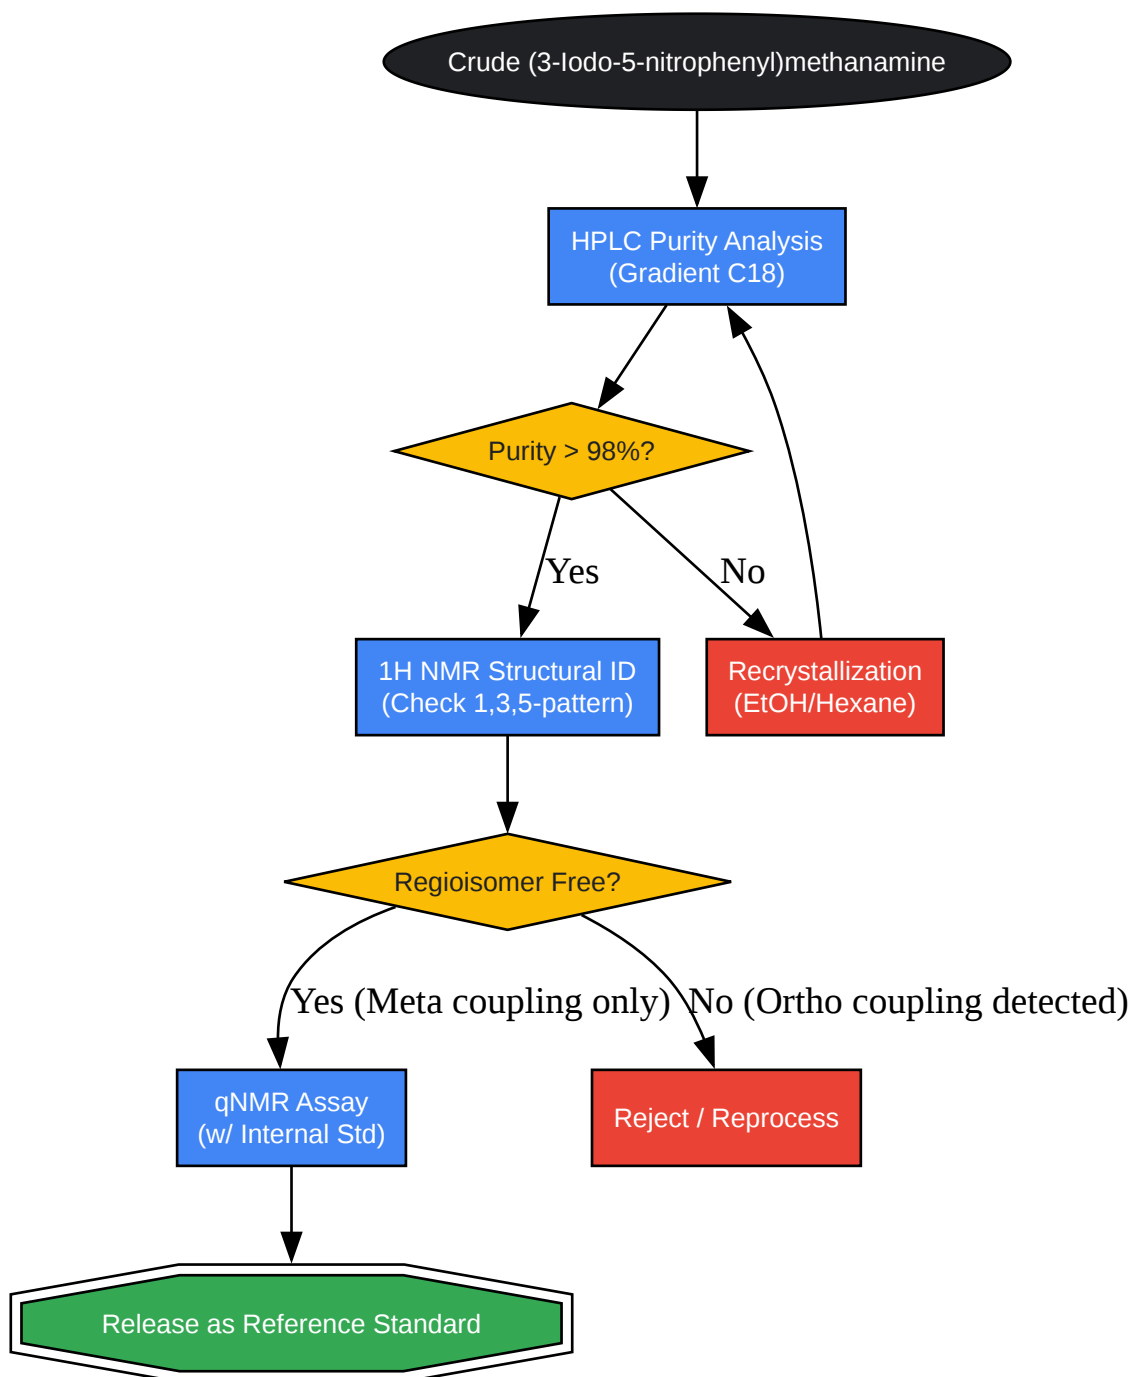 Crude (3-Iodo-5-nitrophenyl)methanamine
HPLC Purity Analysis
(Gradient C18)
Purity > 98%?
Yes
No
1H NMR Structural ID
(Check 1,3,5-pattern)
Recrystallization
(EtOH/Hexane)
Regioisomer Free?
Yes (Meta coupling only)
No (Ortho coupling detected)
qNMR Assay
(w/ Internal Std)
Reject / Reprocess
Release as Reference Standard